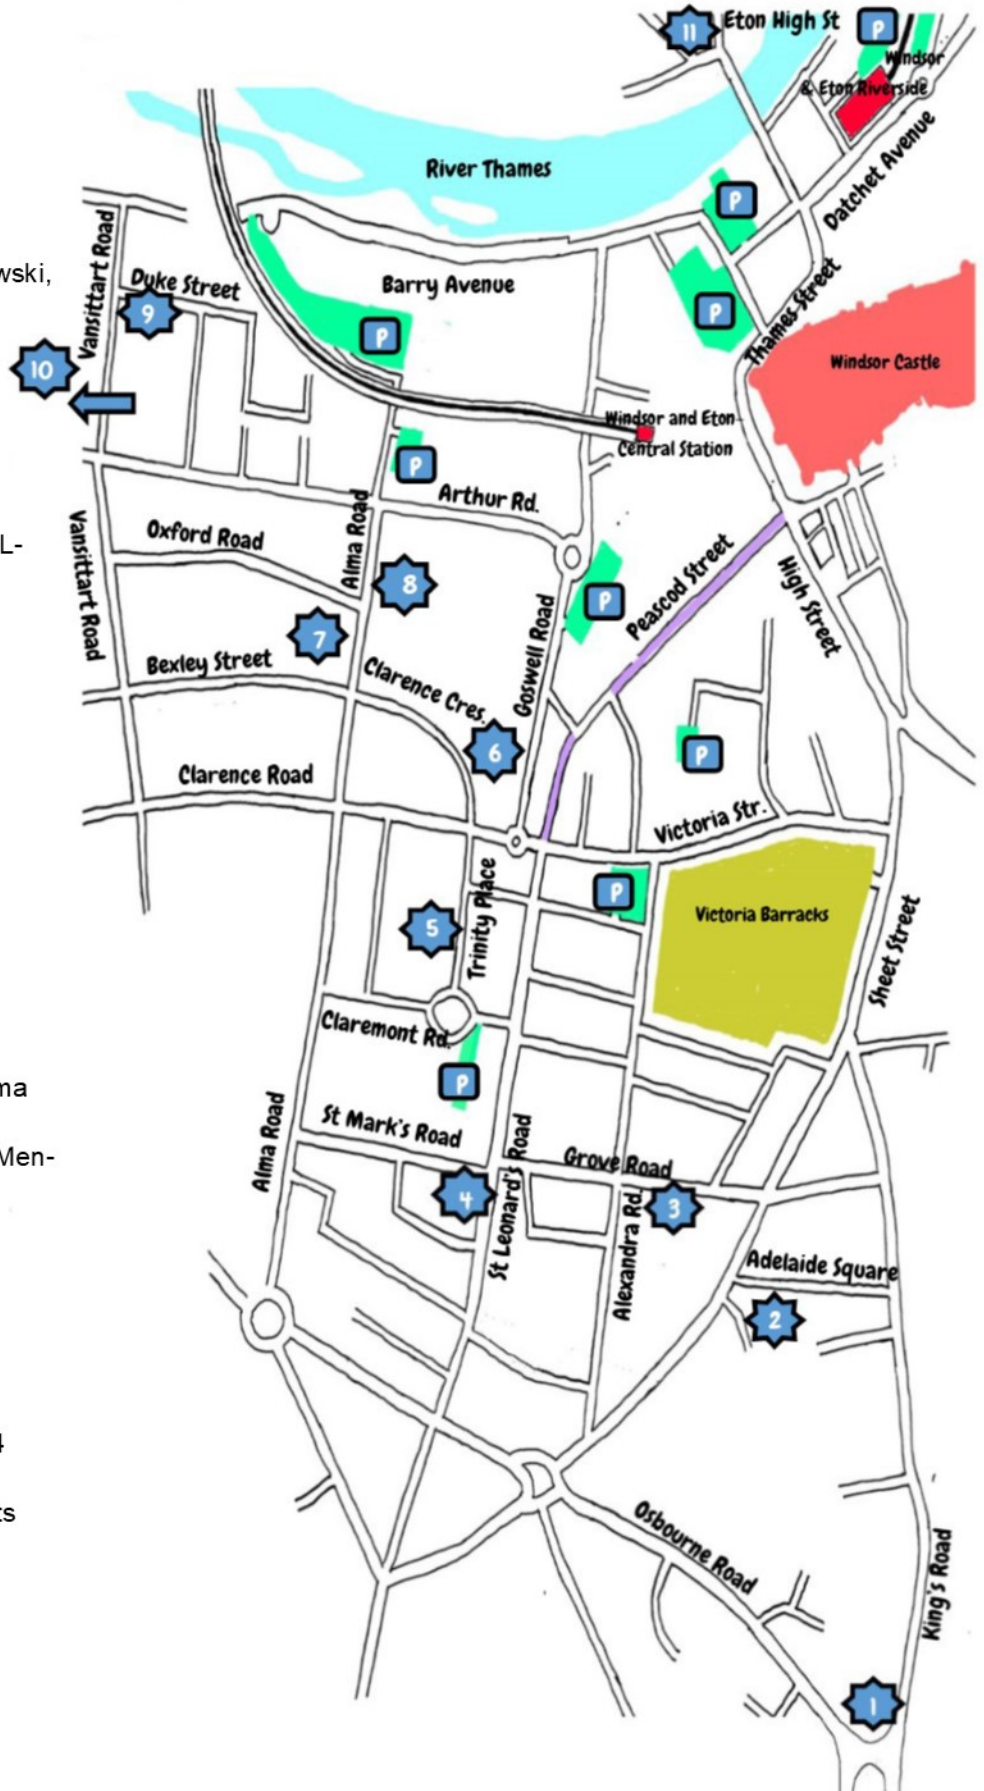 11
Eton High St
P
Windsor
& Eton Riverside
River Thames
Datchet Avenue
P
Vansittart Road
wski,
Duke Street
Barry Avenue
9
P
P
Thames Street
10
Windsor Castle
Windsor and Eton
Central Station
P
Arthur Rd.
Oxford Road
Alma Road
L-
Vansittart Road
8
P
Peascod Street
High Street
7
Bexley Street
Clarence Cres.
Goswell Road
6
P
Clarence Road
Victoria Str.
P
Victoria Barracks
5
Trinity Place
Sheet Street
Claremont Rd.
P
ma
St Mark's Road
Alma Road
Men-
Grove Road
4
St Leonard's Road
3
Alexandra Rd.
Adelaide Square
2
4
ts
Osbourne Road
King's Road
1